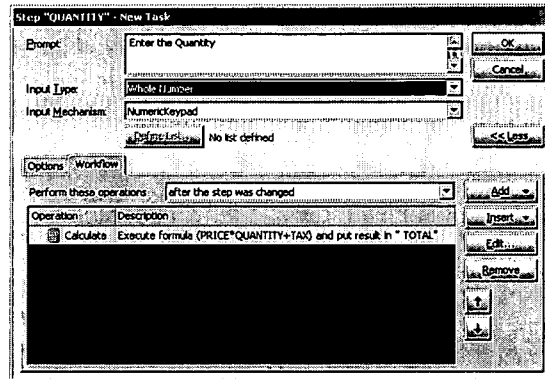 Step "QUANTITY" - New Task
Prompt:
Enter the Quantity
OK
Cancel
Input Type:
Whole Number
Input Mechanism:
NumericKeypad
Define List...
No list defined
<< Less
Options
Workflow
Perform these operations
after the step was changed
Add
Operation
Description
Insert
Calculate
Execute formula (PRICE*QUANTITY+TAX) and put result in " TOTAL"
Edit...
Remove